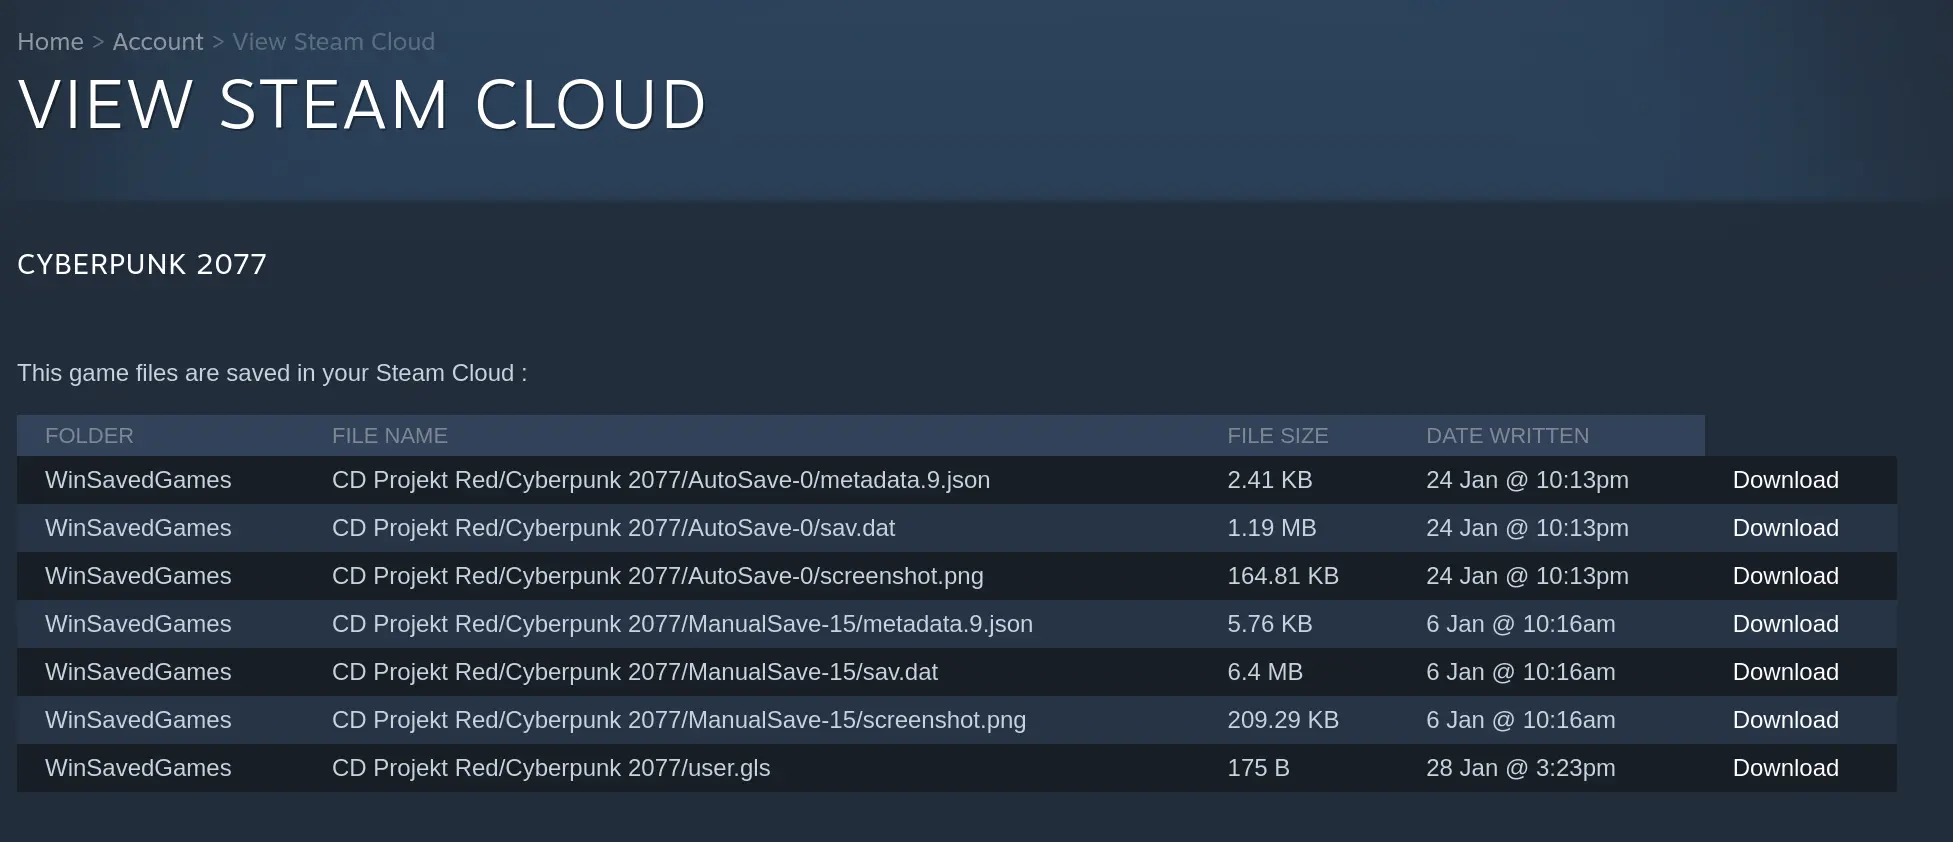 Home > Account > View Steam Cloud
VIEW STEAM CLOUD
CYBERPUNK 2077
This game files are saved in your Steam Cloud :
FOLDER FILE NAME FILE SIZE DATE WRITTEN
WinSavedGames CD Projekt Red/Cyberpunk 2077/AutoSave-0/metadata.9.json 2.41 KB 24 Jan @ 10:13pm Download
WinSavedGames CD Projekt Red/Cyberpunk 2077/AutoSave-0/sav.dat 1.19 MB 24 Jan @ 10:13pm Download
WinSavedGames CD Projekt Red/Cyberpunk 2077/AutoSave-0/screenshot.png 164.81 KB 24 Jan @ 10:13pm Download
WinSavedGames CD Projekt Red/Cyberpunk 2077/ManualSave-15/metadata.9.json 5.76 KB 6 Jan @ 10:16am Download
WinSavedGames CD Projekt Red/Cyberpunk 2077/ManualSave-15/sav.dat 6.4 MB 6 Jan @ 10:16am Download
WinSavedGames CD Projekt Red/Cyberpunk 2077/ManualSave-15/screenshot.png 209.29 KB 6 Jan @ 10:16am Download
WinSavedGames CD Projekt Red/Cyberpunk 2077/user.gls 175 B 28 Jan @ 3:23pm Download